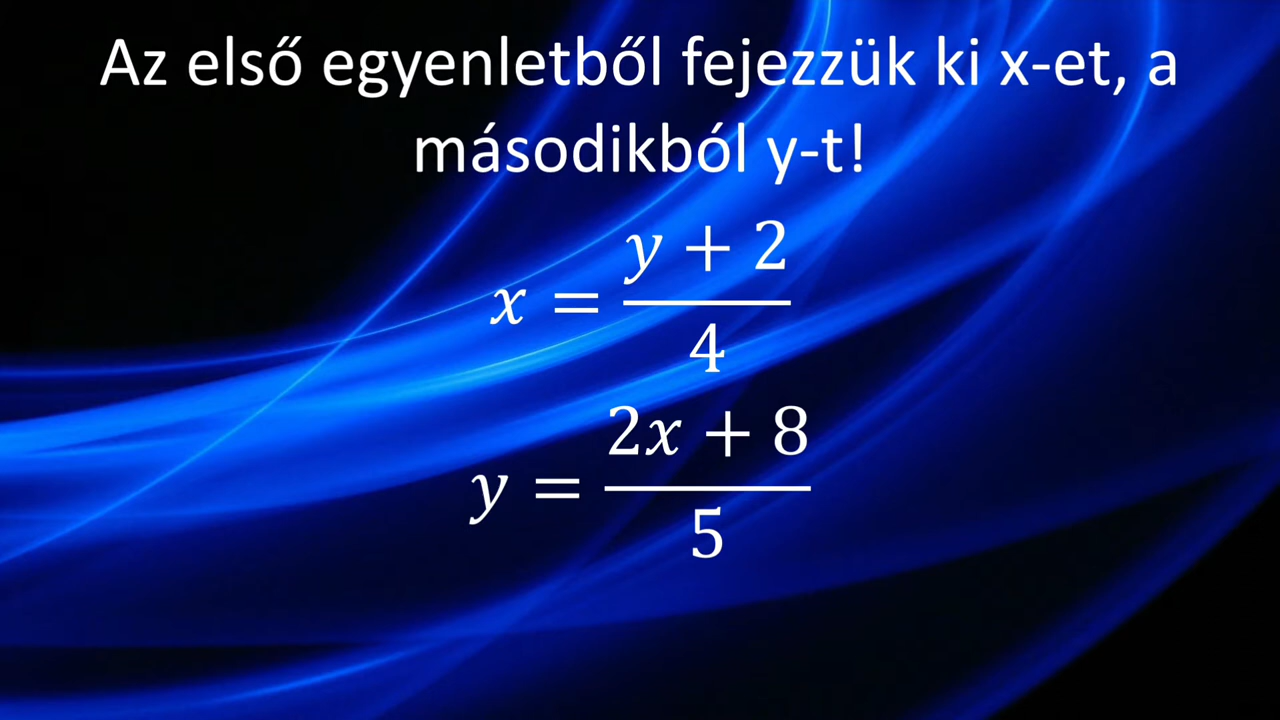 Az első egyenletből fejezzük ki x-et, a
másodikból y-t!
x = (y + 2)/4
y = (2x + 8)/5